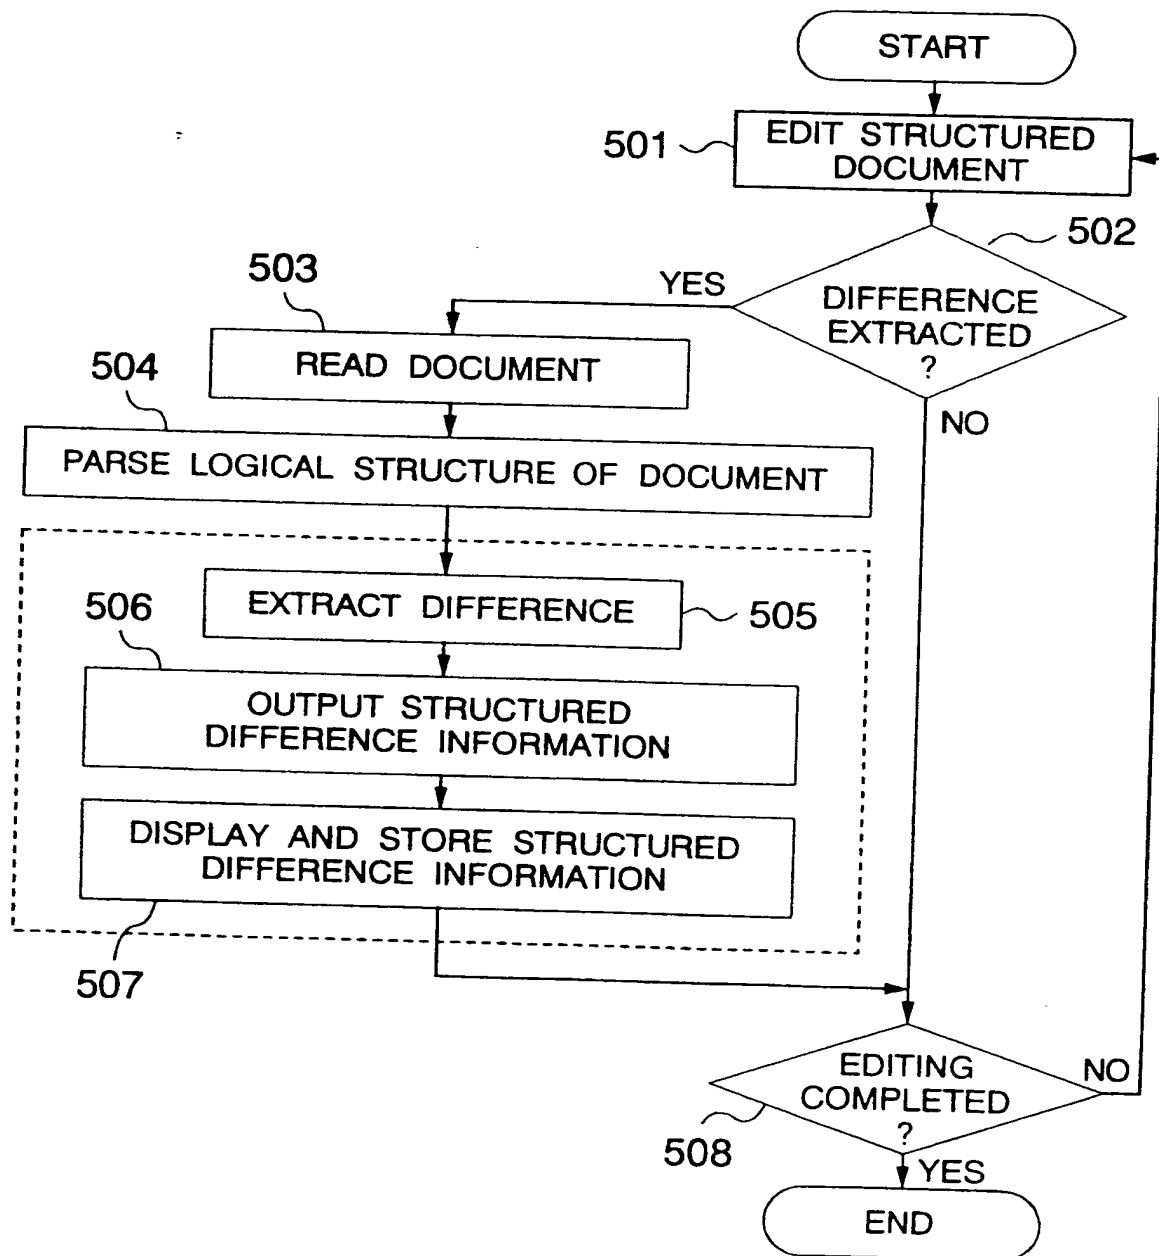 START
501
EDIT STRUCTURED
DOCUMENT
502
YES
DIFFERENCE
EXTRACTED
?
NO
503
READ DOCUMENT
504
PARSE LOGICAL STRUCTURE OF DOCUMENT
EXTRACT DIFFERENCE
505
506
OUTPUT STRUCTURED
DIFFERENCE INFORMATION
DISPLAY AND STORE STRUCTURED
DIFFERENCE INFORMATION
507
EDITING
COMPLETED
?
NO
508
YES
END